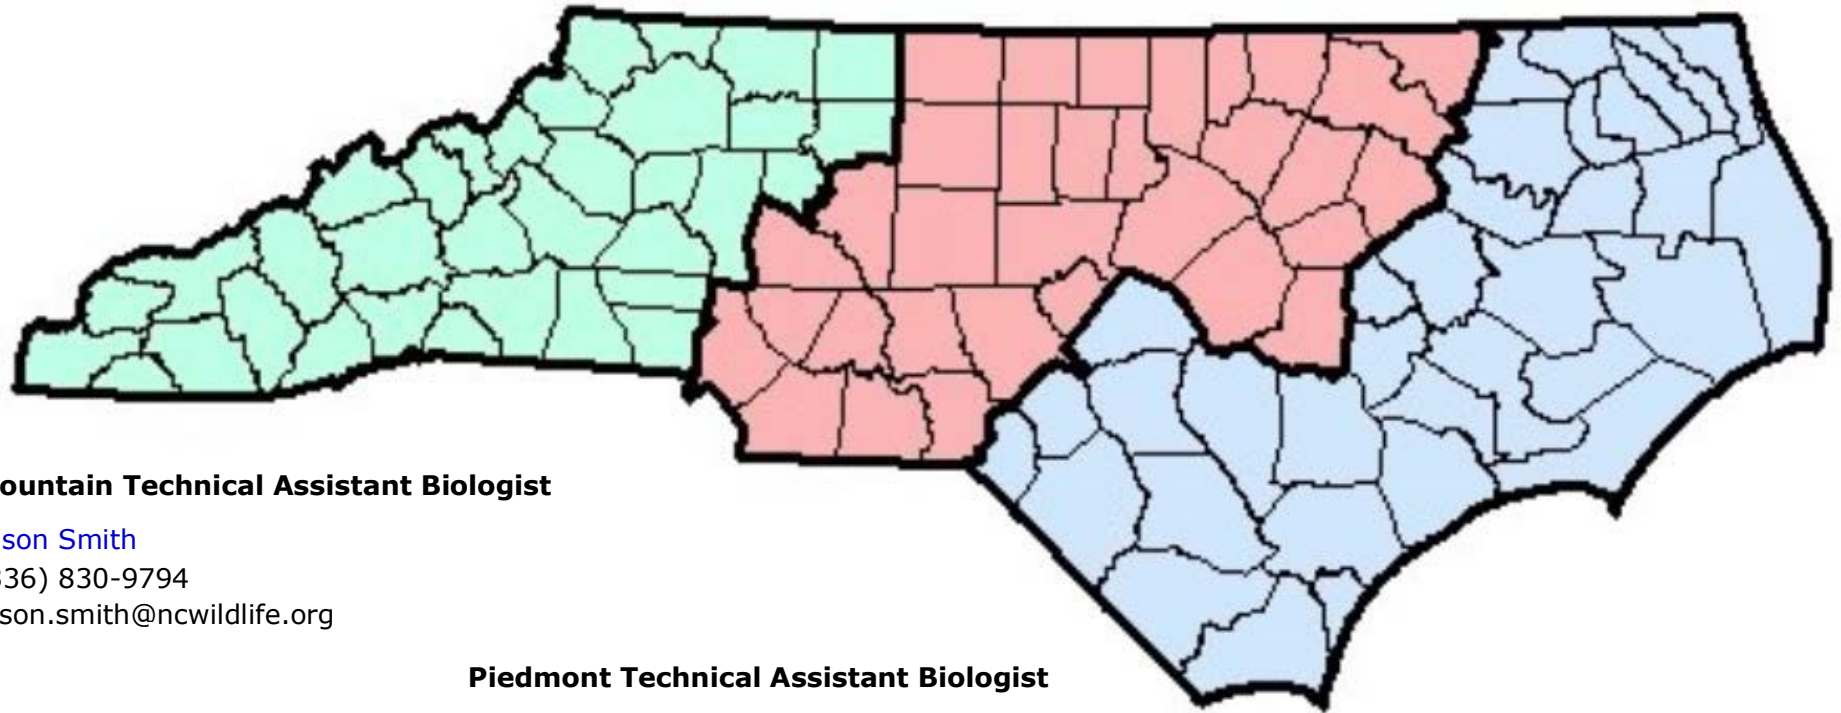 ountain Technical Assistant Biologist
son Smith
36) 830-9794
son.smith@ncwildlife.org
Piedmont Technical Assistant Biologist